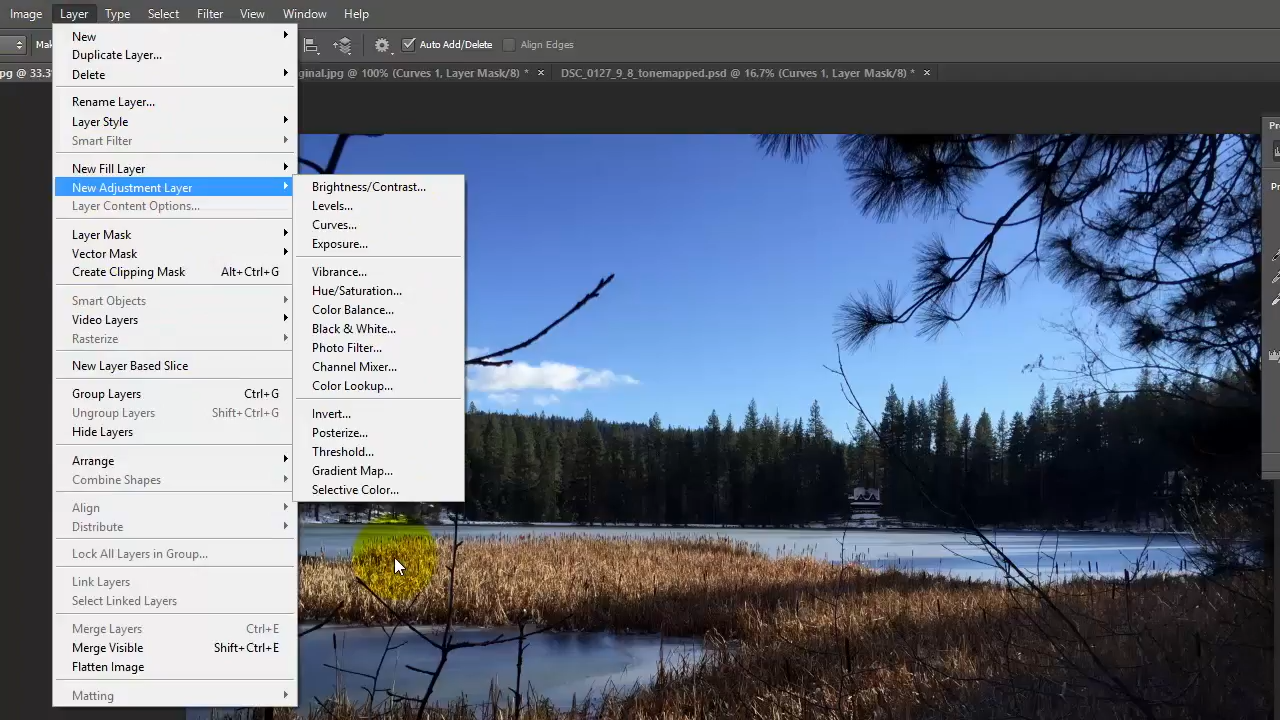 Image Layer Type Select Filter View Window Help
Mak Auto Add/Delete Align Edges
pg @ 33.3 ginal.jpg @ 100% (Curves 1, Layer Mask/8) * × DSC_0127_9_8_tonemapped.psd @ 16.7% (Curves 1, Layer Mask/8) * ×
New
Duplicate Layer...
Delete
Rename Layer...
Layer Style
Smart Filter
New Fill Layer
New Adjustment Layer
Layer Content Options...
Layer Mask
Vector Mask
Create Clipping Mask Alt+Ctrl+G
Smart Objects
Video Layers
Rasterize
New Layer Based Slice
Group Layers Ctrl+G
Ungroup Layers Shift+Ctrl+G
Hide Layers
Arrange
Combine Shapes
Align
Distribute
Lock All Layers in Group...
Link Layers
Select Linked Layers
Merge Layers Ctrl+E
Merge Visible Shift+Ctrl+E
Flatten Image
Matting
Brightness/Contrast...
Levels...
Curves...
Exposure...
Vibrance...
Hue/Saturation...
Color Balance...
Black & White...
Photo Filter...
Channel Mixer...
Color Lookup...
Invert...
Posterize...
Threshold...
Gradient Map...
Selective Color...
Pr
Pr